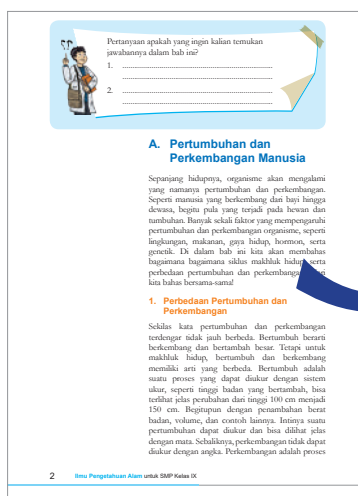 Pertanyaan apakah yang ingin kalian temukan
jawabannya dalam bab ini?
1. ........................................................
........................................................
2. ........................................................
........................................................
A. Pertumbuhan dan
Perkembangan Manusia
Sepanjang hidupnya, organisme akan mengalami
yang namanya pertumbuhan dan perkembangan.
Seperti manusia yang berkembang dari bayi hingga
dewasa, begitu pula yang terjadi pada hewan dan
tumbuhan. Banyak sekali faktor yang mempengaruhi
pertumbuhan dan perkembangan organisme, seperti
lingkungan, makanan, gaya hidup, hormon, serta
genetik. Di dalam bab ini kita akan membahas
bagaimana bagaimana siklus makhluk hidup serta
perbedaan pertumbuhan dan
kita bahas bersama-sama!
1. Perbedaan Pertumbuhan dan
Perkembangan
Sekilas kata pertumbuhan dan perkembangan
terdengar tidak jauh berbeda. Bertumbuh berarti
berkembang dan bertambah besar. Tetapi untuk
makhluk hidup, bertumbuh dan berkembang
memiliki arti yang berbeda. Bertumbuh adalah
suatu proses yang dapat diukur dengan sistem
ukur, seperti tinggi badan yang bertambah, bisa
terlihat jelas perubahan dari tinggi 100 cm menjadi
150 cm. Begitupun dengan penambahan berat
badan, volume, dan contoh lainnya. Intinya suatu
pertumbuhan dapat diukur dan bisa dilihat jelas
dengan mata. Sebaliknya, perkembangan tidak dapat
diukur dengan angka. Perkembangan adalah proses
2 Ilmu Pengetahuan Alam untuk SMP Kelas IX